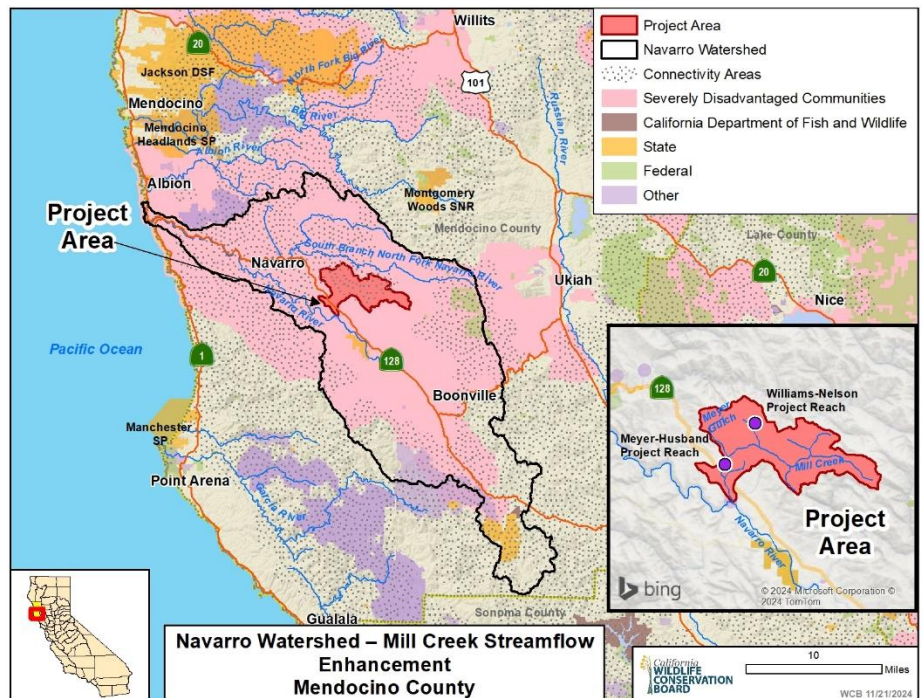 Willits
20
North Fork Big River
Jackson DSF
101
Mendocino
Big River
Russian River
Mendocino
Headlands SP
Albion River
Albion
Montgomery
Woods SNR
Mendocino County
Project
Area
South Branch North Fork Navarro Riv
Navarro
Ukiah
Navarro River
Pacific Ocean
1
128
Boonville
Manchester
SP
Point Arena
Garcia River
Gualala
Sonoma County
Lake County
20
Nice
Project Area
Navarro Watershed
Connectivity Areas
Severely Disadvantaged Communities
California Department of Fish and Wildlife
State
Federal
Other
128
Williams-Nelson
Project Reach
Meyer
Gulch
Meyer-Husband
Project Reach
Mill Creek
Project
Area
Navarro River
bing
© 2024 Microsoft Corporation ©
2024 TomTom
Navarro Watershed – Mill Creek Streamflow
Enhancement
Mendocino County
California
WILDLIFE
CONSERVATION
BOARD
10
Miles
WCB 11/21/2024